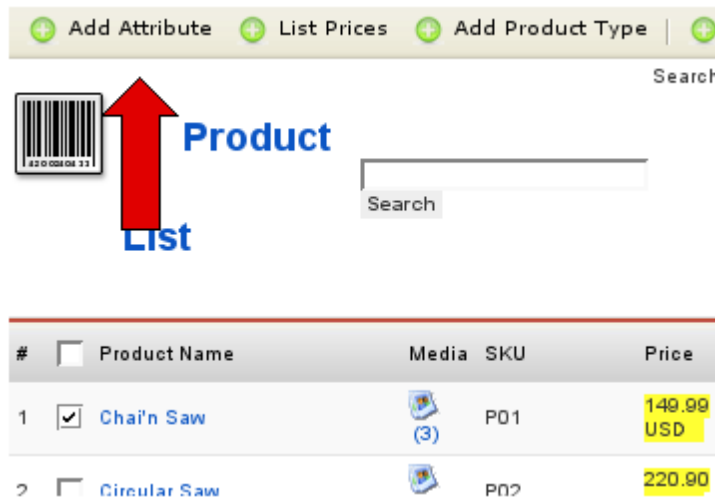 Add Attribute List Prices Add Product Type |
Search
Product
Search
List
# Product Name Media SKU Price
1 Chai'n Saw (3) P01 149.99
USD
2 Circular Saw P02 220.90